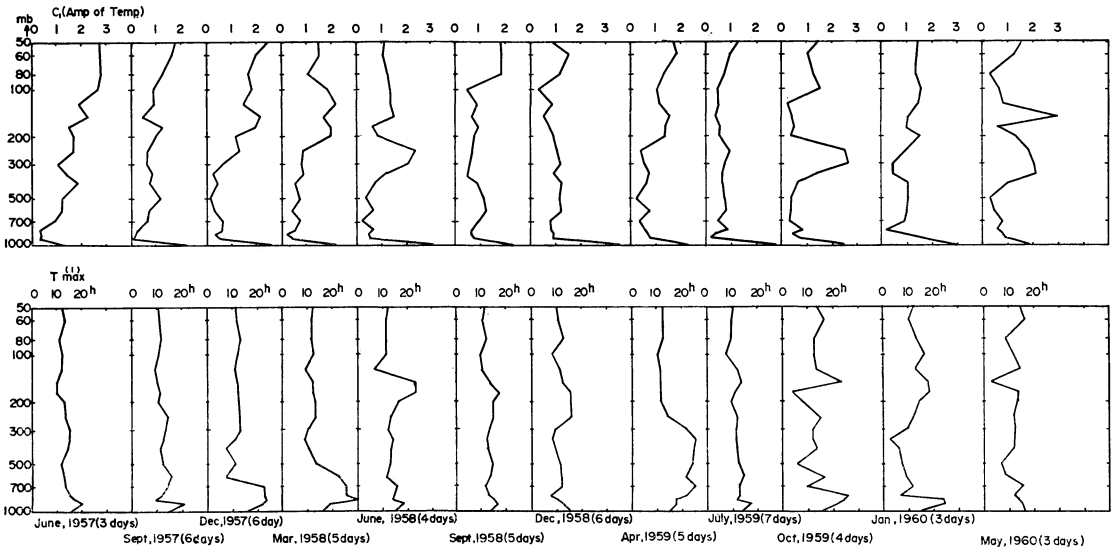 C₁(Amp of Temp)
mb
0 1 2 3 0 1 2 0 1 2 0 1 2 0 1 2 3 0 1 2 0 1 2 3 0 1 2 0 1 2 0 1 2 3 0 1 2 3 0 1 2 3
50
60
80
100
200
300
500
700
1000
T max (1)
0 10 20h 0 10 20h 0 10 20h 0 10 20h 0 10 20h 0 10 20h 0 10 20h 0 10 20h 0 10 20h 0 10 20h 0 10 20h 0 10 20h
50
60
80
100
200
300
500
700
1000
June, 1957(3 days) Dec, 1957(6day) June, 1958(4 days) Dec, 1958(6 days) July, 1959(7 days) Jan, 1960(3 days)
Sept, 1957(6days) Mar, 1958(5 days) Sept, 1958(5 days) Apr, 1959(5 days) Oct, 1959(4 days) May, 1960(3 days)